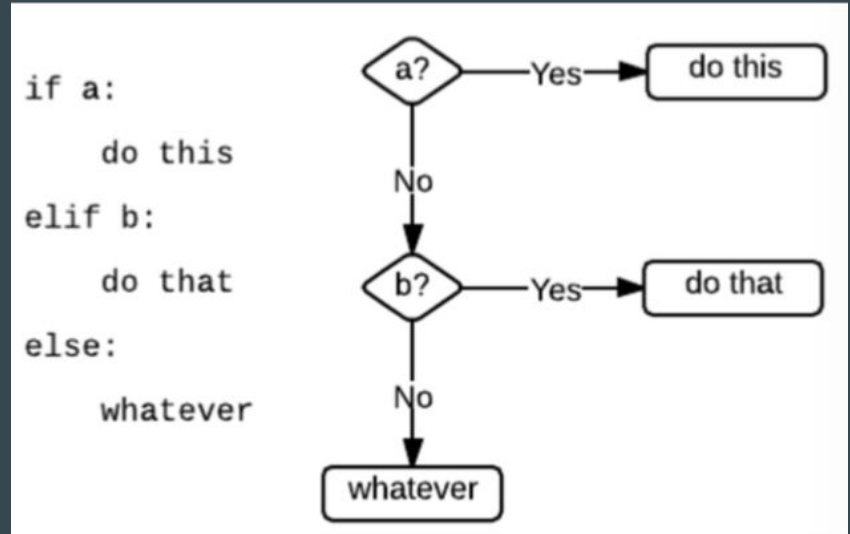 if a:
do this
elif b:
do that
else:
whatever
a?
Yes
do this
No
b?
Yes
do that
No
whatever